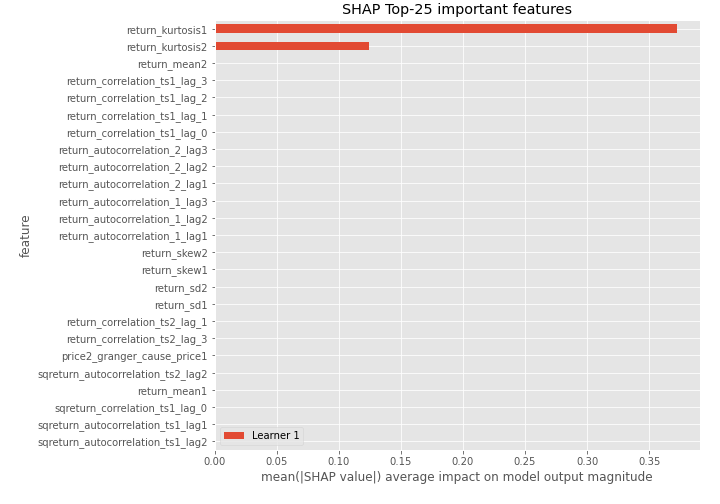 SHAP Top-25 important features
return_kurtosis1
return_kurtosis2
return_mean2
return_correlation_ts1_lag_3
return_correlation_ts1_lag_2
return_correlation_ts1_lag_1
return_correlation_ts1_lag_0
return_autocorrelation_2_lag3
return_autocorrelation_2_lag2
return_autocorrelation_2_lag1
return_autocorrelation_1_lag3
return_autocorrelation_1_lag2
return_autocorrelation_1_lag1
return_skew2
return_skew1
return_sd2
return_sd1
return_correlation_ts2_lag_1
return_correlation_ts2_lag_3
price2_granger_cause_price1
sqreturn_autocorrelation_ts2_lag2
return_mean1
sqreturn_correlation_ts1_lag_0
sqreturn_autocorrelation_ts1_lag1
sqreturn_autocorrelation_ts1_lag2
feature
Learner 1
0.00 0.05 0.10 0.15 0.20 0.25 0.30 0.35
mean(|SHAP value|) average impact on model output magnitude